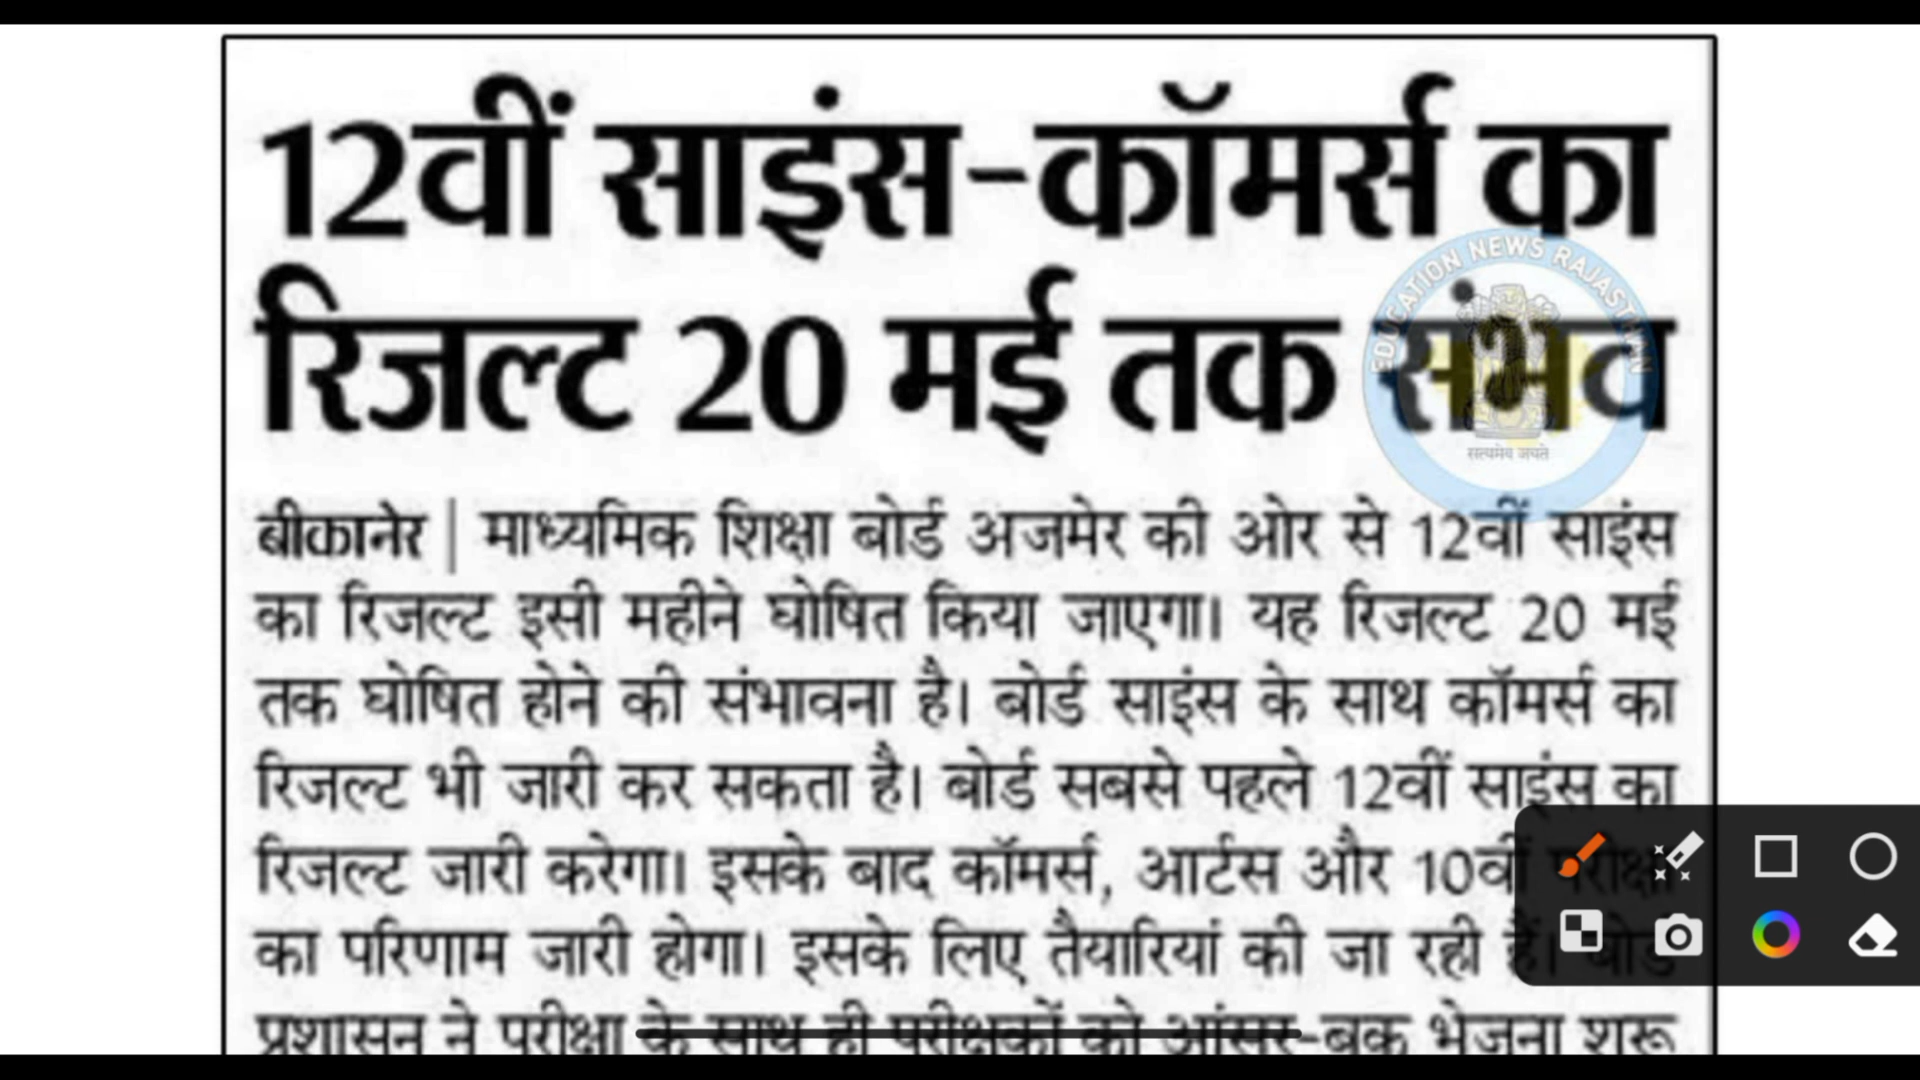 12वीं साइंस-कॉमर्स का
रिजल्ट 20 मई तक संभव
EDUCATION NEWS RAJASTHAN
सत्यमेव जयते
बीकानेर | माध्यमिक शिक्षा बोर्ड अजमेर की ओर से 12वीं साइंस
का रिजल्ट इसी महीने घोषित किया जाएगा। यह रिजल्ट 20 मई
तक घोषित होने की संभावना है। बोर्ड साइंस के साथ कॉमर्स का
रिजल्ट भी जारी कर सकता है। बोर्ड सबसे पहले 12वीं साइंस का
रिजल्ट जारी करेगा। इसके बाद कॉमर्स, आर्टस और 10वीं परीक्षा
का परिणाम जारी होगा। इसके लिए तैयारियां की जा रही हैं। बोर्ड
प्रशासन ने परीक्षा के साथ ही परीक्षकों को आंसर-बुक भेजना शुरू